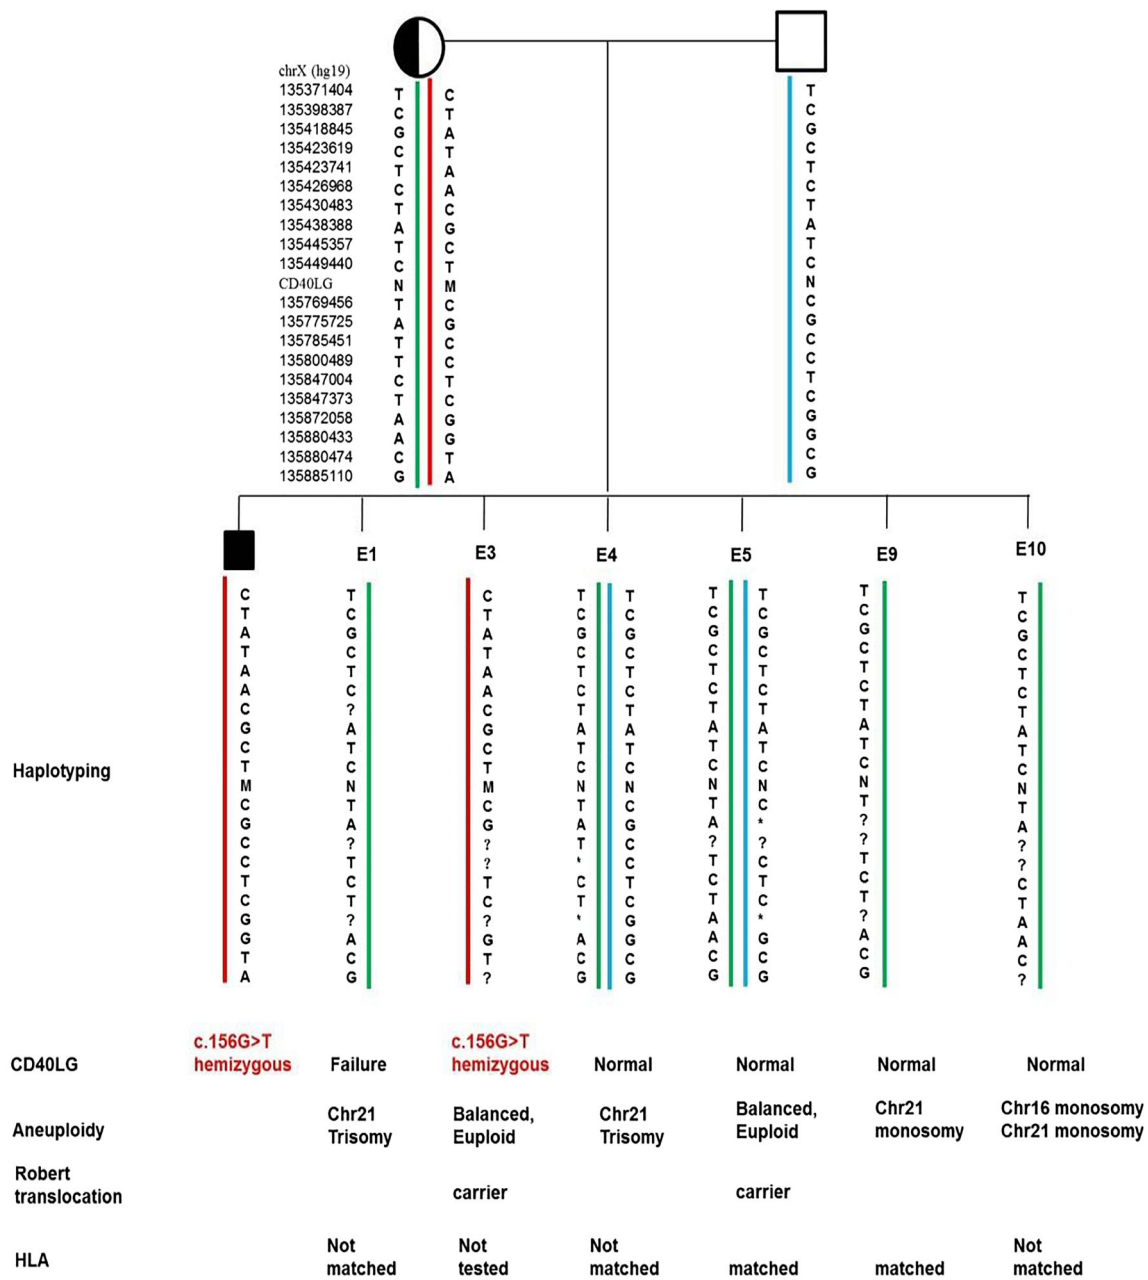 chrX (hg19)
135371404 T C T
135398387 C T C
135418845 G A G
135423619 C T C
135423741 T A T
135426968 C A C
135430483 T C T
135438388 A G A
135445357 T C T
135449440 C T C
CD40LG N M N
135769456 T C C
135775725 A G G
135785451 T C C
135800489 T C C
135847004 C T T
135847373 T C C
135872058 A G G
135880433 A G G
135880474 C T C
135885110 G A G
E1 E3 E4 E5 E9 E10
C T C T T T T T T
T C T C C C C C C
A G A G G G G G G
T C T C C C C C C
A T A T T T T T T
A C A C C C C C C
C ? C T T T T T T
G A G A A A A A A
C T C T T T T T T
T C T C C C C C C
M N M N N N N N N
C T C T C T C T T
G A G A G A * ? A
C ? ? T C ? ? ? ?
C T ? * C T C T ?
T C T C T C T C C
C T C T C T C T T
G ? ? * G A * ? A
G A G A G A G A A
T C T C C C C C C
A G ? G G G G G ?
Haplotyping
c.156G>T c.156G>T
CD40LG hemizygous Failure hemizygous Normal Normal Normal Normal
Chr21 Balanced, Chr21 Balanced, Chr21 Chr16 monosomy
Aneuploidy Trisomy Euploid Trisomy Euploid monosomy Chr21 monosomy
Robert
translocation carrier carrier
Not Not Not Not
HLA matched tested matched matched matched matched